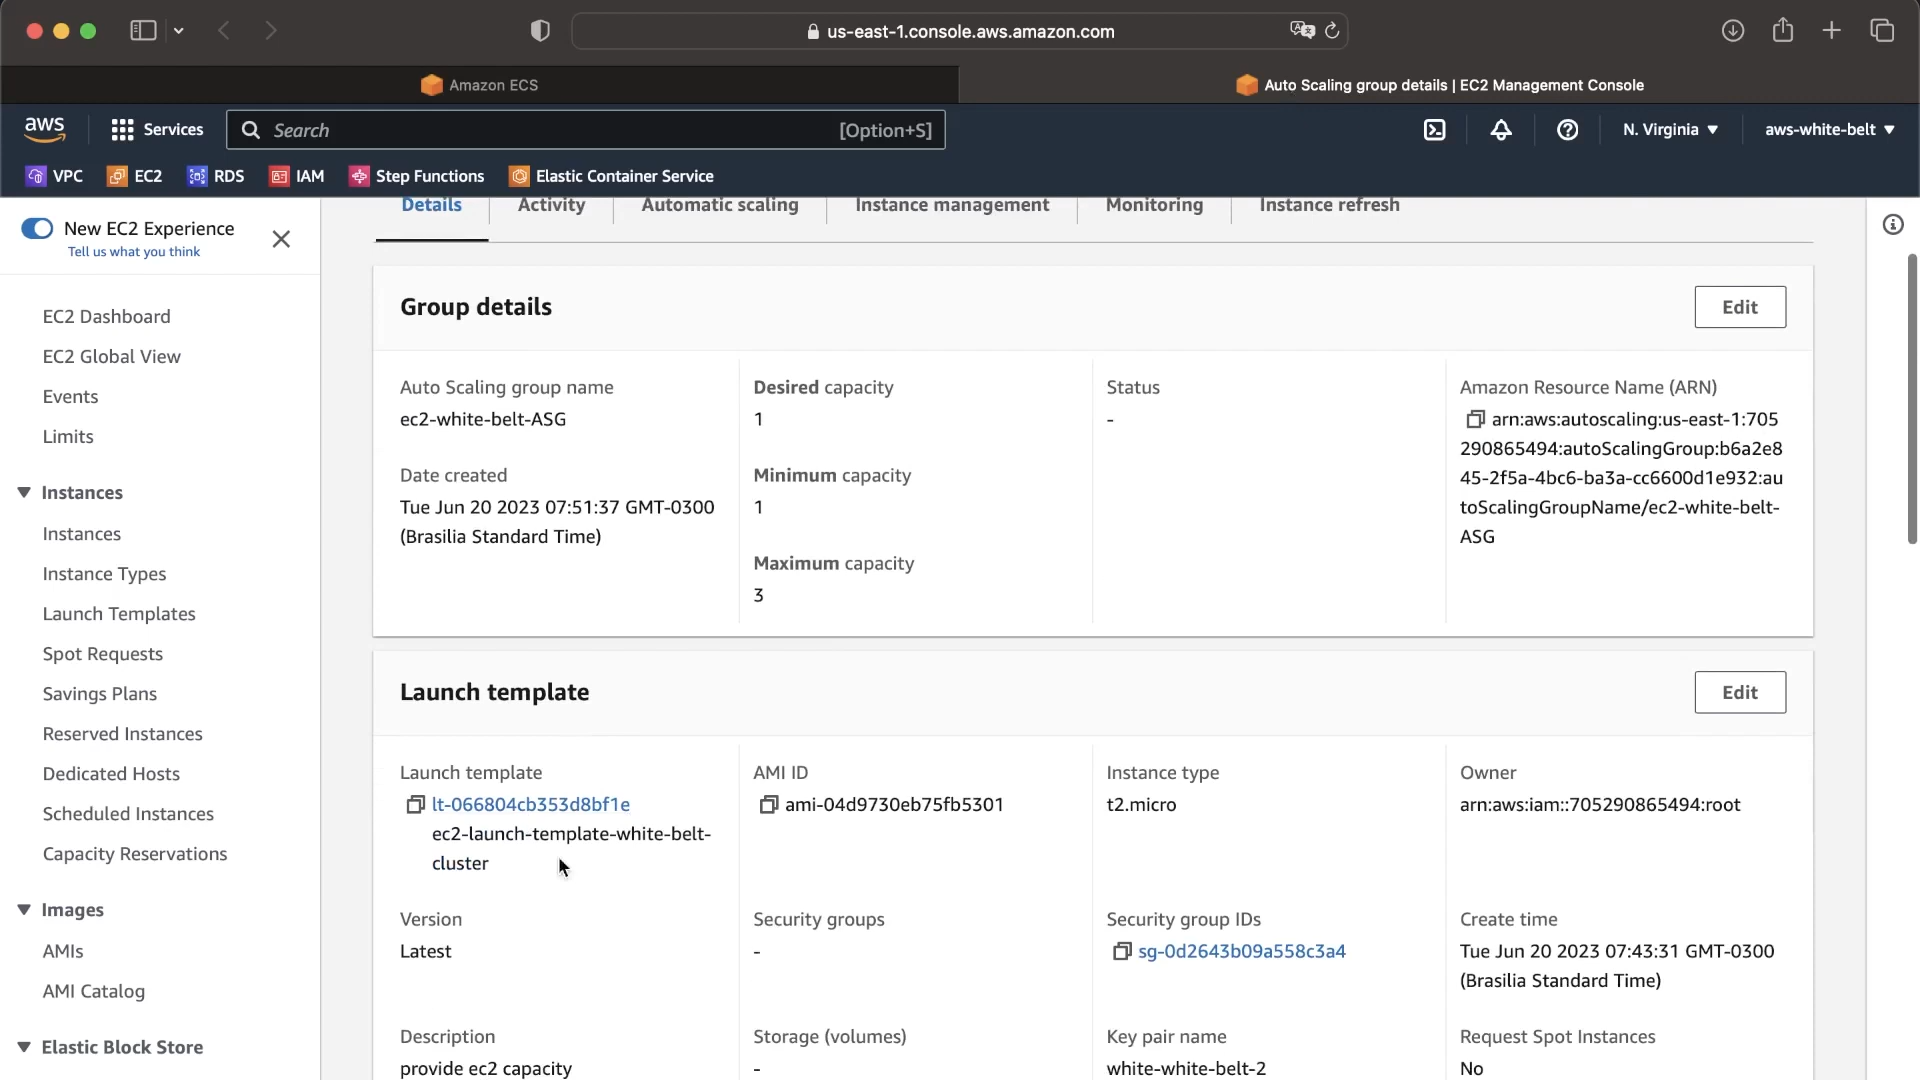 us-east-1.console.aws.amazon.com
Amazon ECS
Auto Scaling group details | EC2 Management Console
aws
Services
Search
[Option+S]
N. Virginia
aws-white-belt
VPC
EC2
RDS
IAM
Step Functions
Elastic Container Service
New EC2 Experience
Tell us what you think
EC2 Dashboard
EC2 Global View
Events
Limits
Instances
Instances
Instance Types
Launch Templates
Spot Requests
Savings Plans
Reserved Instances
Dedicated Hosts
Scheduled Instances
Capacity Reservations
Images
AMIs
AMI Catalog
Elastic Block Store
Details
Activity
Automatic scaling
Instance management
Monitoring
Instance refresh
Group details
Edit
Auto Scaling group name
ec2-white-belt-ASG
Date created
Tue Jun 20 2023 07:51:37 GMT-0300
(Brasilia Standard Time)
Desired capacity
1
Minimum capacity
1
Maximum capacity
3
Status
-
Amazon Resource Name (ARN)
arn:aws:autoscaling:us-east-1:705
290865494:autoScalingGroup:b6a2e8
45-2f5a-4bc6-ba3a-cc6600d1e932:au
toScalingGroupName/ec2-white-belt-
ASG
Launch template
Edit
Launch template
lt-066804cb353d8bf1e
ec2-launch-template-white-belt-
cluster
AMI ID
ami-04d9730eb75fb5301
Instance type
t2.micro
Owner
arn:aws:iam::705290865494:root
Version
Latest
Security groups
-
Security group IDs
sg-0d2643b09a558c3a4
Create time
Tue Jun 20 2023 07:43:31 GMT-0300
(Brasilia Standard Time)
Description
provide ec2 capacity
Storage (volumes)
-
Key pair name
white-white-belt-2
Request Spot Instances
No